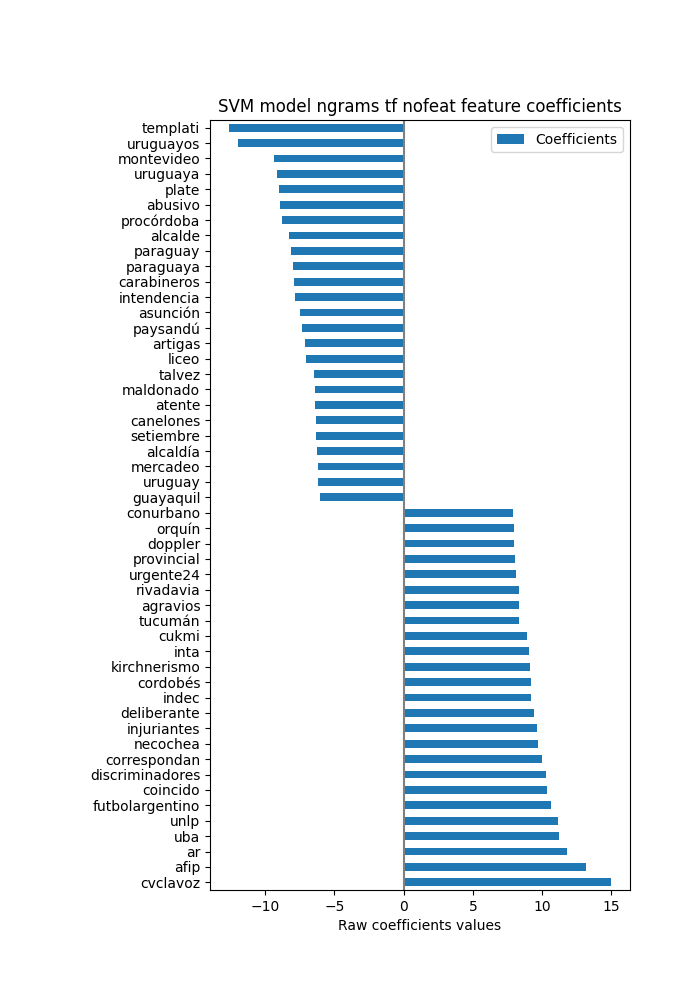 SVM model ngrams tf nofeat feature coefficients
Coefficients
templati
uruguayos
montevideo
uruguaya
plate
abusivo
procórdoba
alcalde
paraguay
paraguaya
carabineros
intendencia
asunción
paysandú
artigas
liceo
talvez
maldonado
atente
canelones
setiembre
alcaldía
mercadeo
uruguay
guayaquil
conurbano
orquín
doppler
provincial
urgente24
rivadavia
agravios
tucumán
cukmi
inta
kirchnerismo
cordobés
indec
deliberante
injuriantes
necochea
correspondan
discriminadores
coincido
futbolargentino
unlp
uba
ar
afip
cvclavoz
−10 −5 0 5 10 15
Raw coefficients values